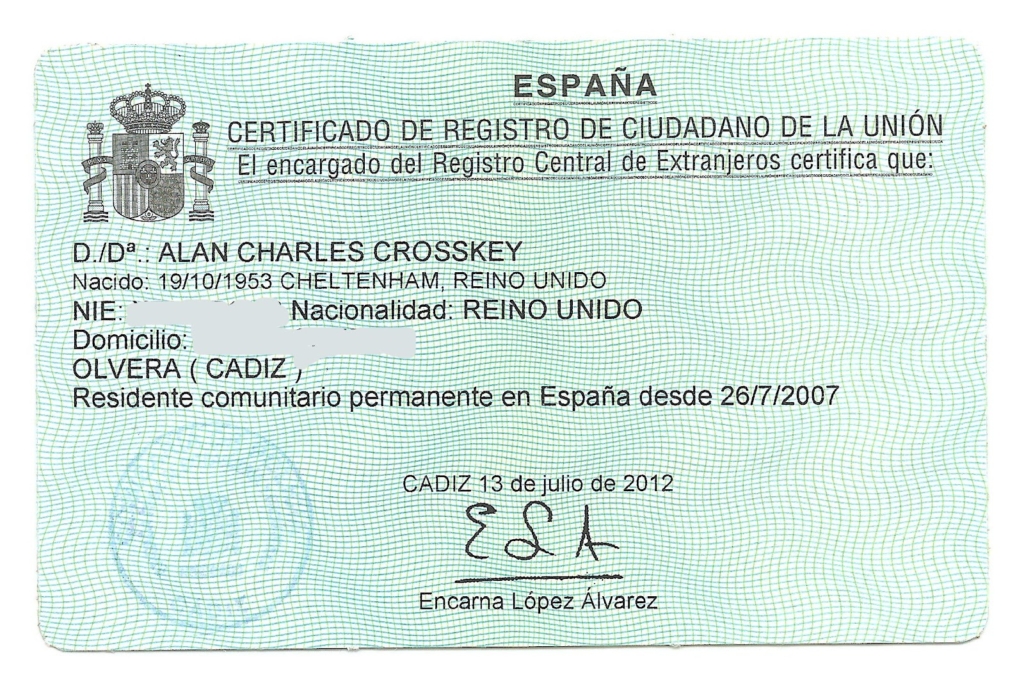 ESPAÑA
CERTIFICADO DE REGISTRO DE CIUDADANO DE LA UNIÓN
El encargado del Registro Central de Extranjeros certifica que:
D./Dª.: ALAN CHARLES CROSSKEY
Nacido: 19/10/1953 CHELTENHAM, REINO UNIDO
NIE: Nacionalidad: REINO UNIDO
Domicilio:
OLVERA ( CADIZ )
Residente comunitario permanente en España desde 26/7/2007
CADIZ 13 de julio de 2012
Encarna López Álvarez